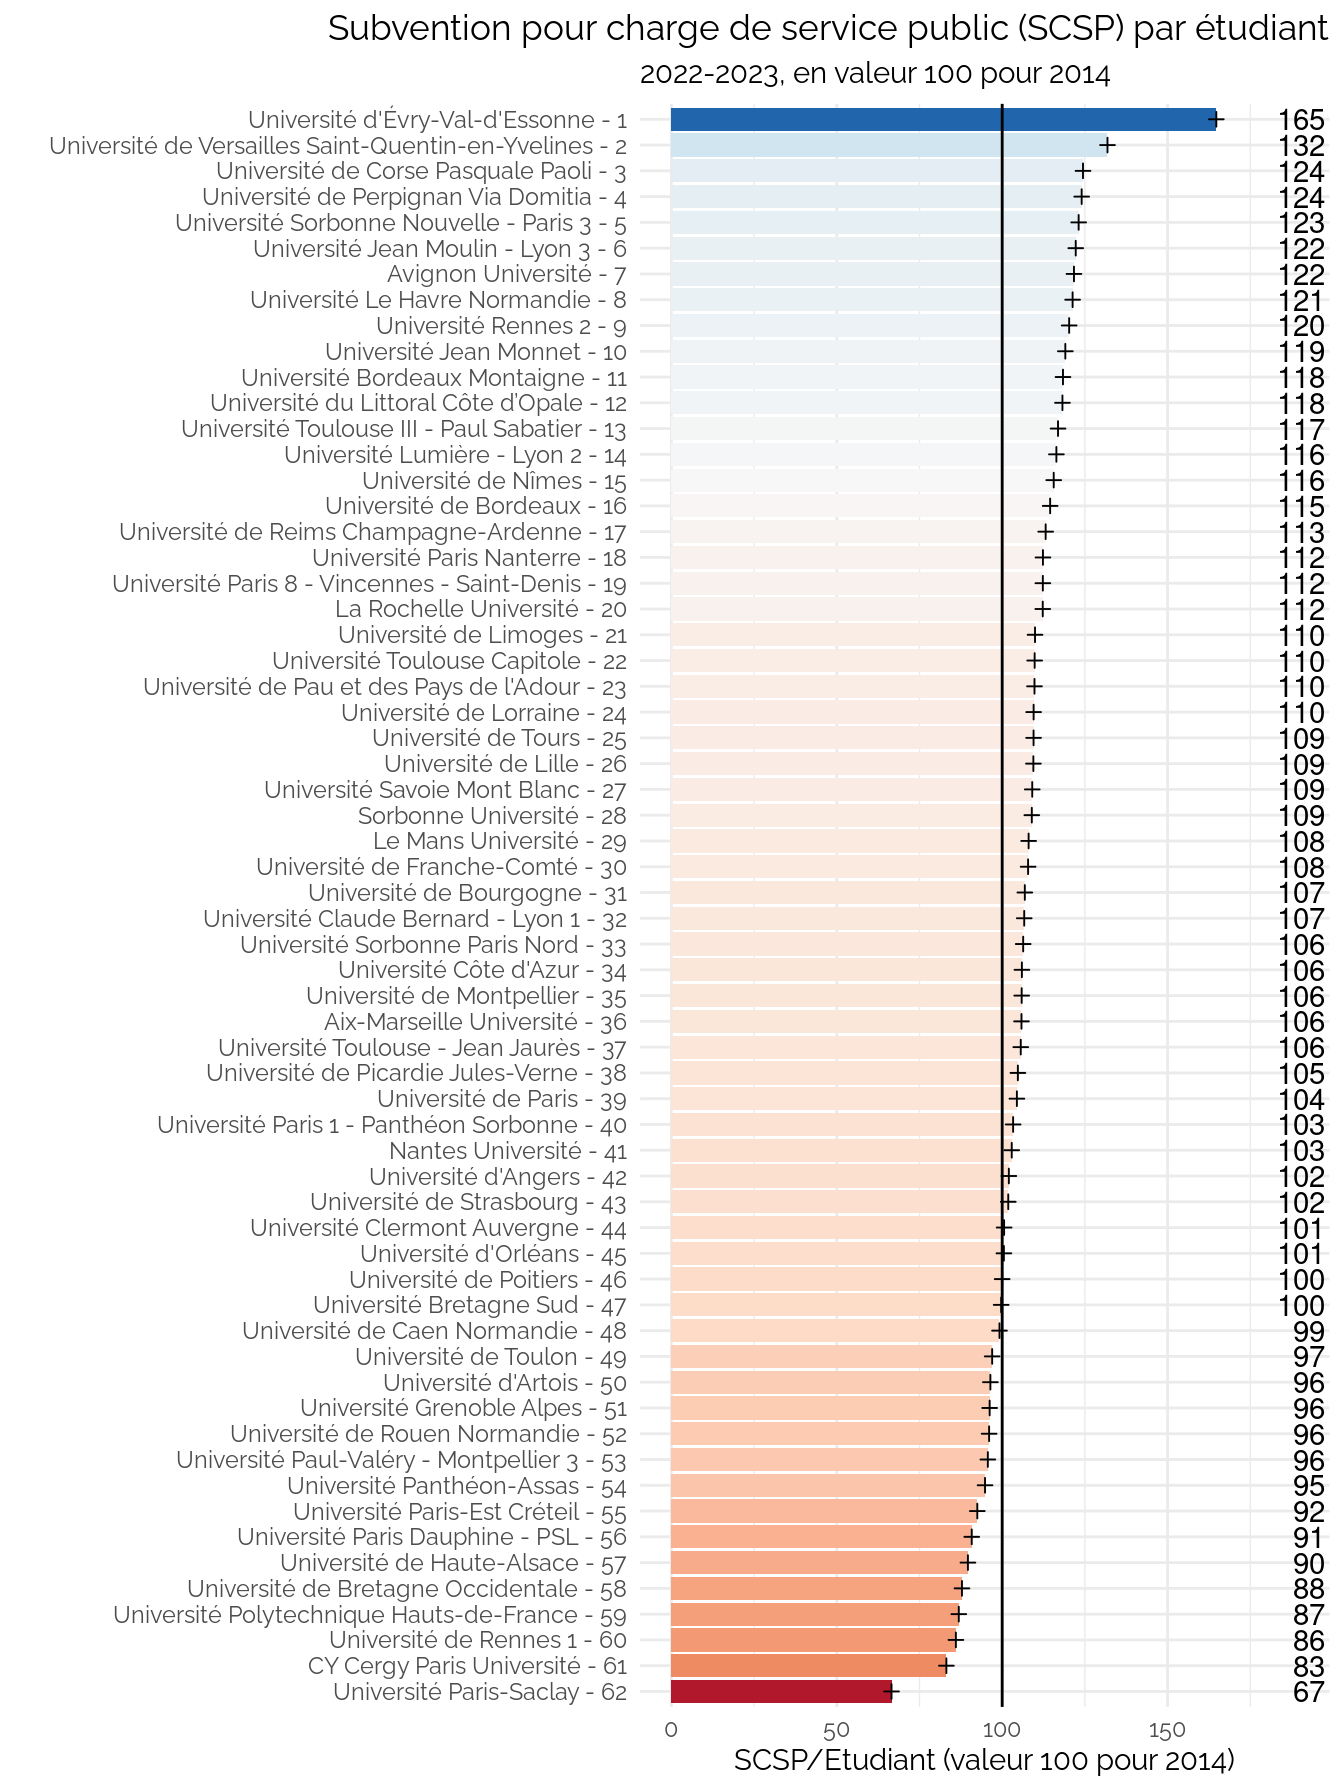 Subvention pour charge de service public (SCSP) par étudiant
2022-2023, en valeur 100 pour 2014
Université d'Évry-Val-d'Essonne - 1 165
Université de Versailles Saint-Quentin-en-Yvelines - 2 132
Université de Corse Pasquale Paoli - 3 124
Université de Perpignan Via Domitia - 4 124
Université Sorbonne Nouvelle - Paris 3 - 5 123
Université Jean Moulin - Lyon 3 - 6 122
Avignon Université - 7 122
Université Le Havre Normandie - 8 121
Université Rennes 2 - 9 120
Université Jean Monnet - 10 119
Université Bordeaux Montaigne - 11 118
Université du Littoral Côte d’Opale - 12 118
Université Toulouse III - Paul Sabatier - 13 117
Université Lumière - Lyon 2 - 14 116
Université de Nîmes - 15 116
Université de Bordeaux - 16 115
Université de Reims Champagne-Ardenne - 17 113
Université Paris Nanterre - 18 112
Université Paris 8 - Vincennes - Saint-Denis - 19 112
La Rochelle Université - 20 112
Université de Limoges - 21 110
Université Toulouse Capitole - 22 110
Université de Pau et des Pays de l'Adour - 23 110
Université de Lorraine - 24 110
Université de Tours - 25 109
Université de Lille - 26 109
Université Savoie Mont Blanc - 27 109
Sorbonne Université - 28 109
Le Mans Université - 29 108
Université de Franche-Comté - 30 108
Université de Bourgogne - 31 107
Université Claude Bernard - Lyon 1 - 32 107
Université Sorbonne Paris Nord - 33 106
Université Côte d'Azur - 34 106
Université de Montpellier - 35 106
Aix-Marseille Université - 36 106
Université Toulouse - Jean Jaurès - 37 106
Université de Picardie Jules-Verne - 38 105
Université de Paris - 39 104
Université Paris 1 - Panthéon Sorbonne - 40 103
Nantes Université - 41 103
Université d'Angers - 42 102
Université de Strasbourg - 43 102
Université Clermont Auvergne - 44 101
Université d'Orléans - 45 101
Université de Poitiers - 46 100
Université Bretagne Sud - 47 100
Université de Caen Normandie - 48 99
Université de Toulon - 49 97
Université d'Artois - 50 96
Université Grenoble Alpes - 51 96
Université de Rouen Normandie - 52 96
Université Paul-Valéry - Montpellier 3 - 53 96
Université Panthéon-Assas - 54 95
Université Paris-Est Créteil - 55 92
Université Paris Dauphine - PSL - 56 91
Université de Haute-Alsace - 57 90
Université de Bretagne Occidentale - 58 88
Université Polytechnique Hauts-de-France - 59 87
Université de Rennes 1 - 60 86
CY Cergy Paris Université - 61 83
Université Paris-Saclay - 62 67
0 50 100 150
SCSP/Etudiant (valeur 100 pour 2014)